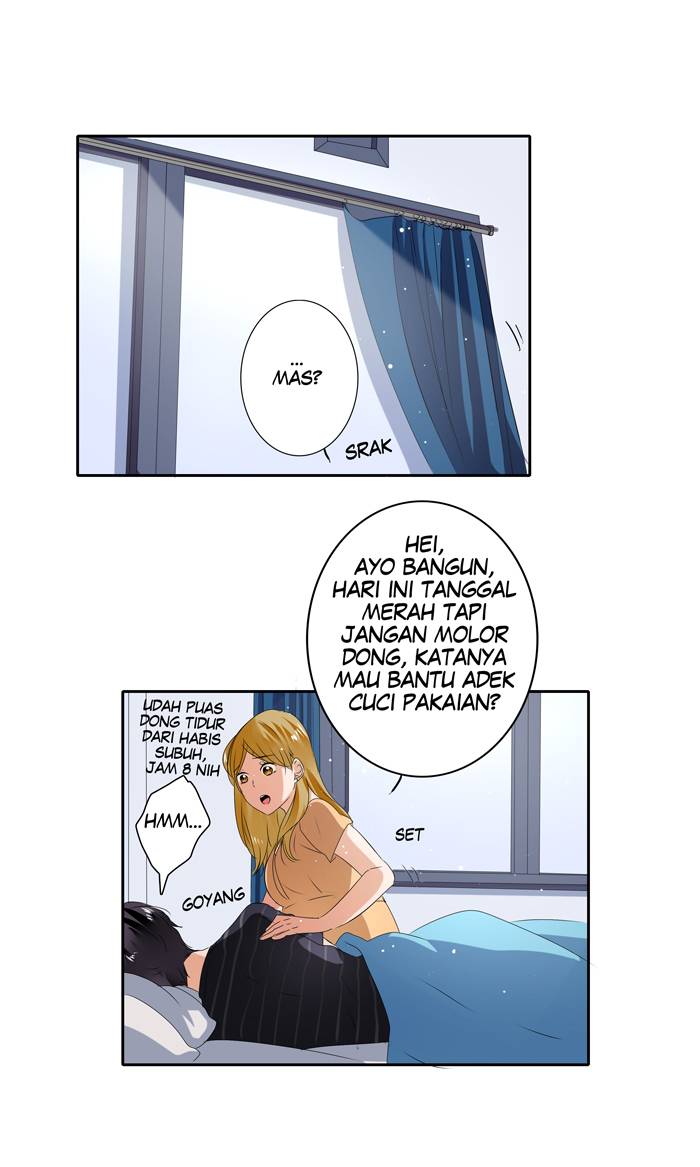 ...
MAS?
SRAK
HEI,
AYO BANGUN,
HARI INI TANGGAL
MERAH TAPI
JANGAN MOLOR
DONG, KATANYA
MAU BANTU ADEK
CUCI PAKAIAN?
UDAH PUAS
DONG TIDUR
DARI HABIS
SUBUH,
JAM 8 NIH
HMM...
SET
GOYANG